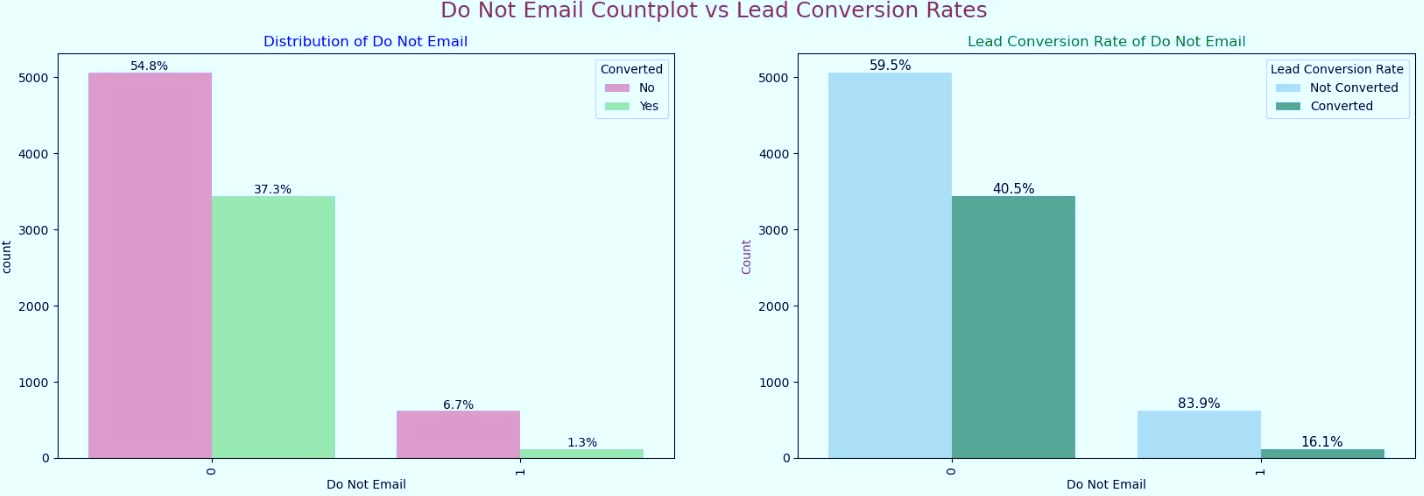 Do Not Email Countplot vs Lead Conversion Rates
Distribution of Do Not Email
count
5000
4000
3000
2000
1000
0
54.8%
37.3%
6.7%
1.3%
Converted
No
Yes
0
1
Do Not Email
Lead Conversion Rate of Do Not Email
Count
5000
4000
3000
2000
1000
0
59.5%
40.5%
83.9%
16.1%
Lead Conversion Rate
Not Converted
Converted
0
1
Do Not Email